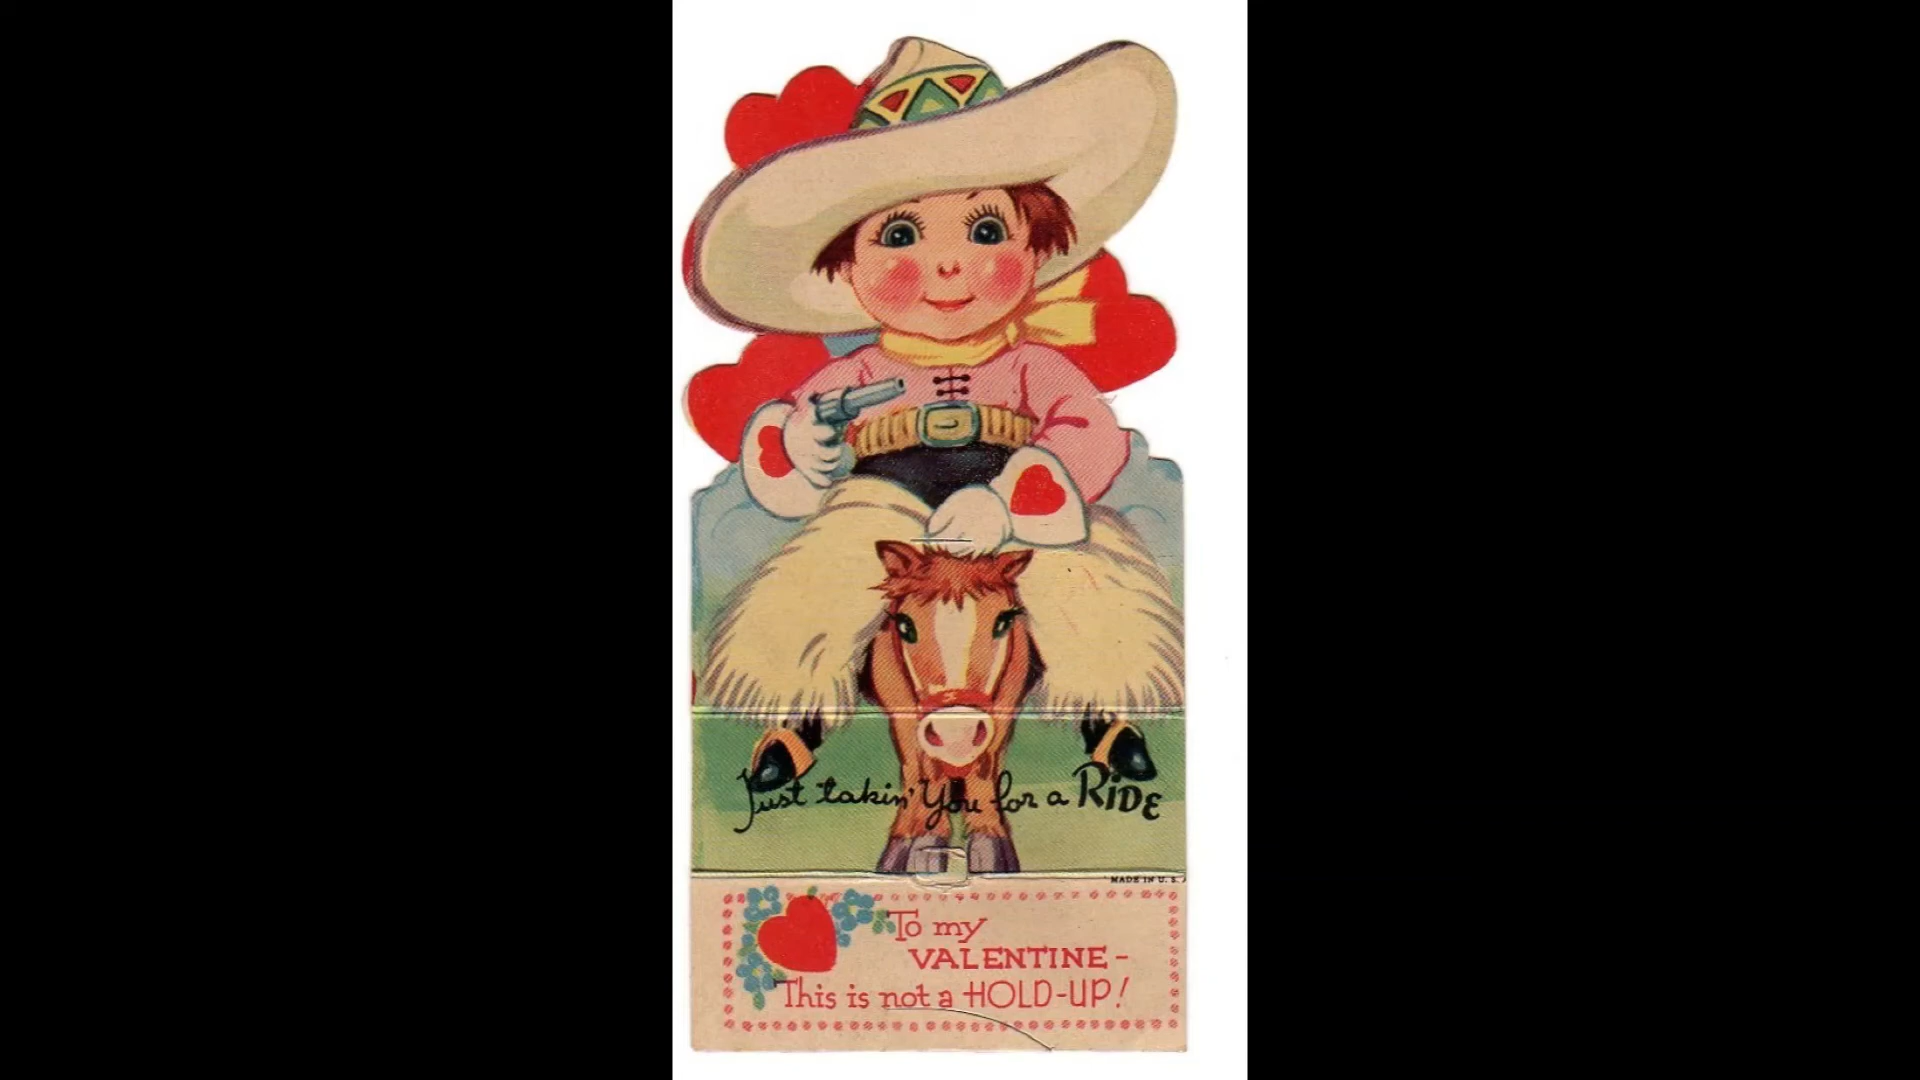 Just takin' You for a RIDE
MADE IN U. S.
To my
VALENTINE-
This is not a HOLD-UP!